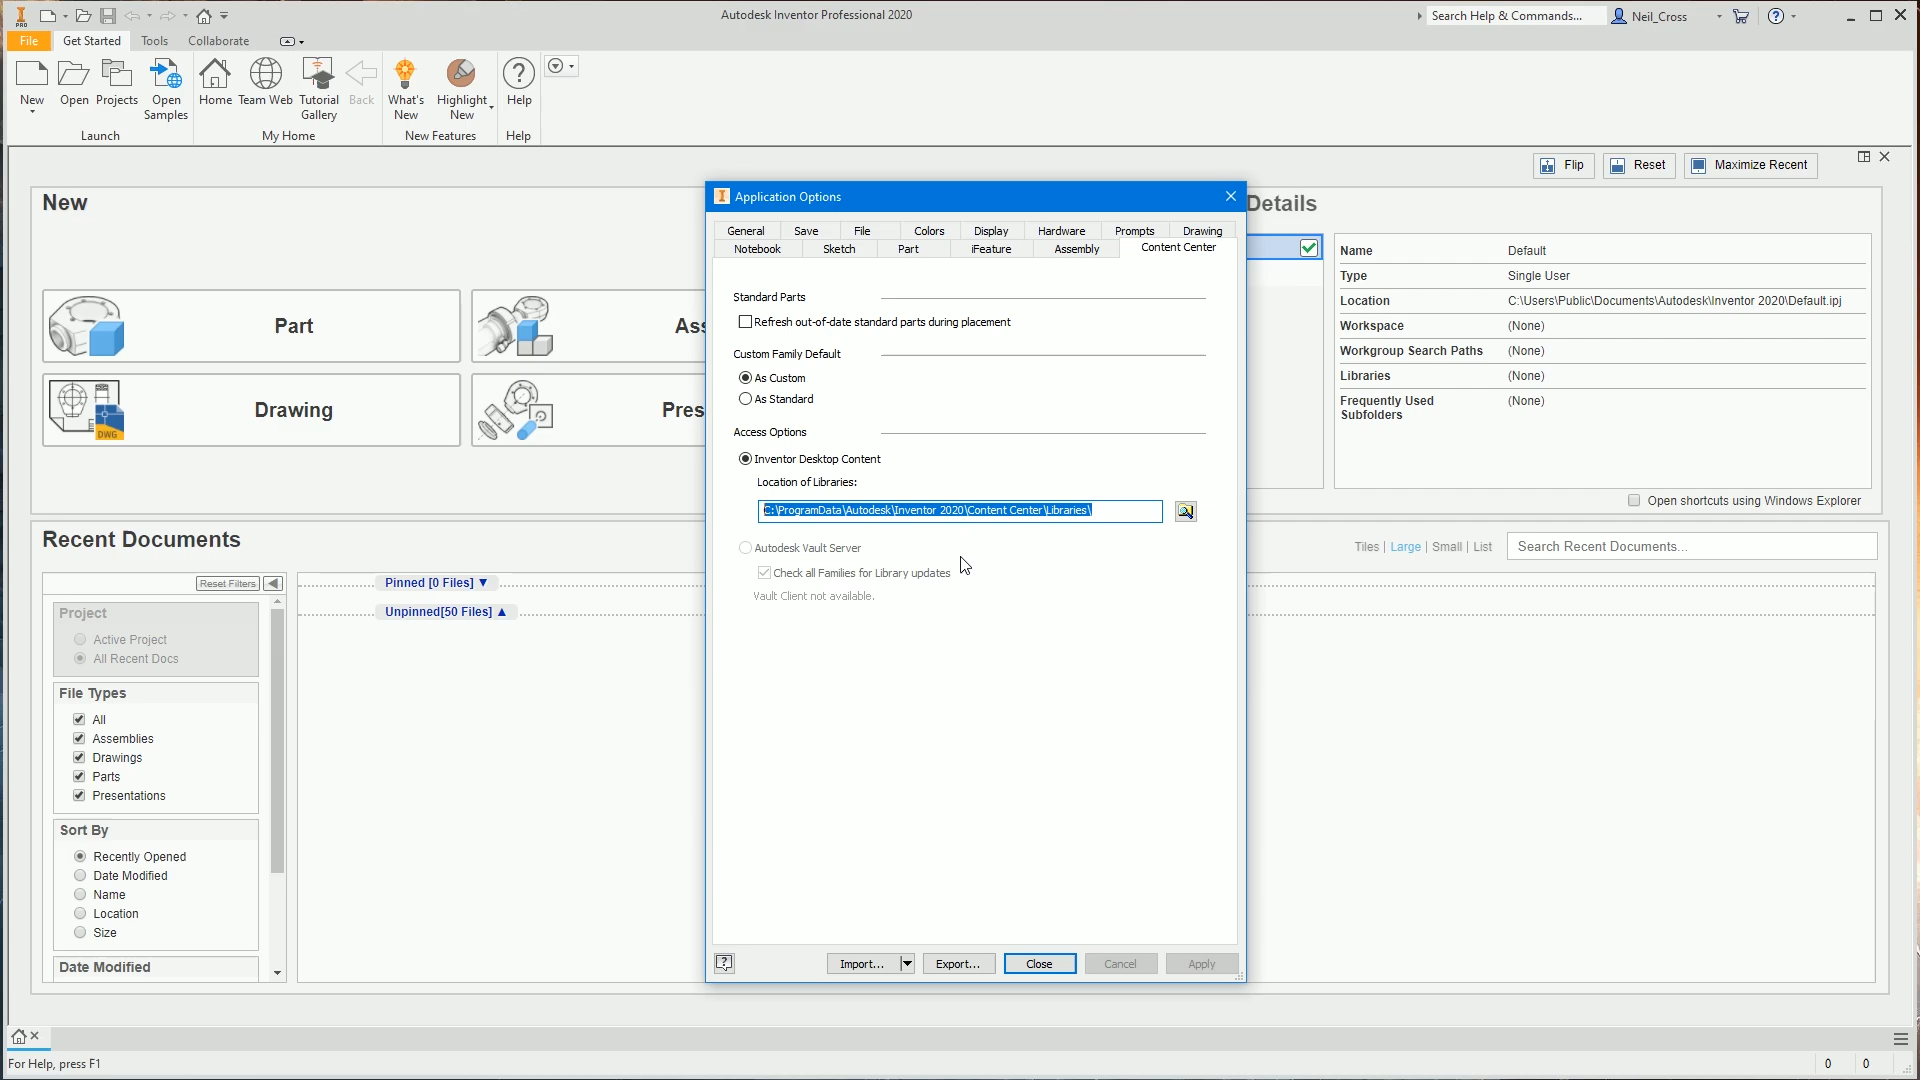 Autodesk Inventor Professional 2020
Search Help & Commands...
Neil_Cross
File
Get Started
Tools
Collaborate
New
Open
Projects
Open
Samples
Home
Team Web
Tutorial
Gallery
Back
What's
New
Highlight
New
Help
Launch
My Home
New Features
Help
Flip
Reset
Maximize Recent
New
Part
Ass
Drawing
Pres
Application Options
General
Save
File
Colors
Display
Hardware
Prompts
Drawing
Notebook
Sketch
Part
iFeature
Assembly
Content Center
Standard Parts
Refresh out-of-date standard parts during placement
Custom Family Default
As Custom
As Standard
Access Options
Inventor Desktop Content
Location of Libraries:
C:\ProgramData\Autodesk\Inventor 2020\Content Center\Libraries\
Autodesk Vault Server
Check all Families for Library updates
Vault Client not available.
Import...
Export...
Close
Cancel
Apply
Details
Name Default
Type Single User
Location C:\Users\Public\Documents\Autodesk\Inventor 2020\Default.ipj
Workspace (None)
Workgroup Search Paths (None)
Libraries (None)
Frequently Used (None)
Subfolders
Open shortcuts using Windows Explorer
Recent Documents
Tiles | Large | Small | List
Search Recent Documents...
Reset Filters
Pinned [0 Files]
Unpinned[50 Files]
Project
Active Project
All Recent Docs
File Types
All
Assemblies
Drawings
Parts
Presentations
Sort By
Recently Opened
Date Modified
Name
Location
Size
Date Modified
For Help, press F1
0
0
PRO
DWG